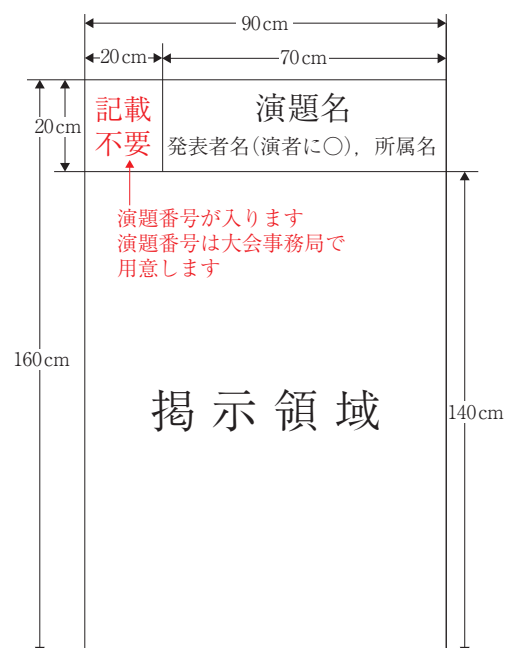 90cm
20cm
70cm
記載
不要
20cm
演題名
発表者名(演者に○)，所属名
演題番号が入ります
演題番号は大会事務局で
用意します
160cm
掲示領域
140cm